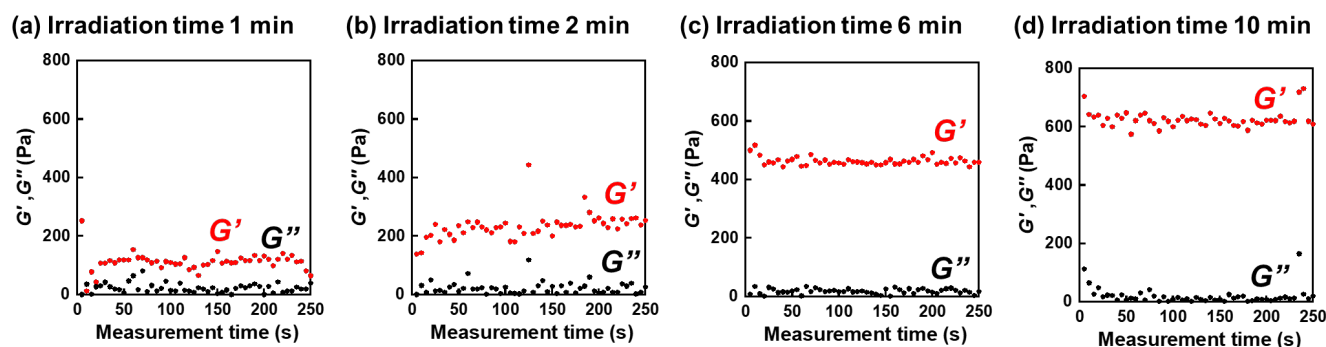 (a) Irradiation time 1 min
(b) Irradiation time 2 min
(c) Irradiation time 6 min
(d) Irradiation time 10 min
G', G" (Pa)
800
600
400
200
0
G'
G"
0 50 100 150 200 250
Measurement time (s)
G', G" (Pa)
800
600
400
200
0
G'
G"
0 50 100 150 200 250
Measurement time (s)
G', G" (Pa)
800
600
400
200
0
G'
G"
0 50 100 150 200 250
Measurement time (s)
G', G" (Pa)
800
600
400
200
0
G'
G"
0 50 100 150 200 250
Measurement time (s)